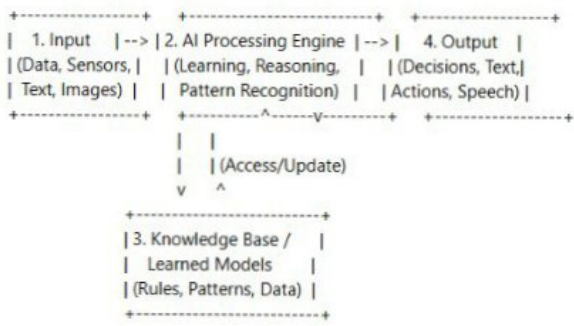 +----------------+ +------------------------+ +-----------------+
| 1. Input |--> | 2. AI Processing Engine |--> | 4. Output |
| (Data, Sensors, | | (Learning, Reasoning, | | (Decisions, Text,|
| Text, Images) | | Pattern Recognition) | | Actions, Speech) |
+----------------+ +----------^------v---------+ +-----------------+
| |
| | (Access/Update)
v ^
+------------------------+
| 3. Knowledge Base / |
| Learned Models |
| (Rules, Patterns, Data) |
+------------------------+